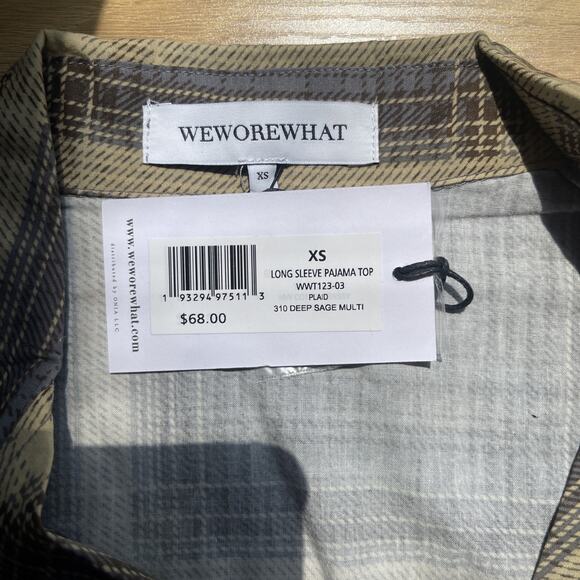 WEWOREWHAT
XS
www.weworewhat.com
distributed by ONIA LLC
XS
LONG SLEEVE PAJAMA TOP
WWT123-03
PLAID
310 DEEP SAGE MULTI
1 93294 97511 3
$68.00